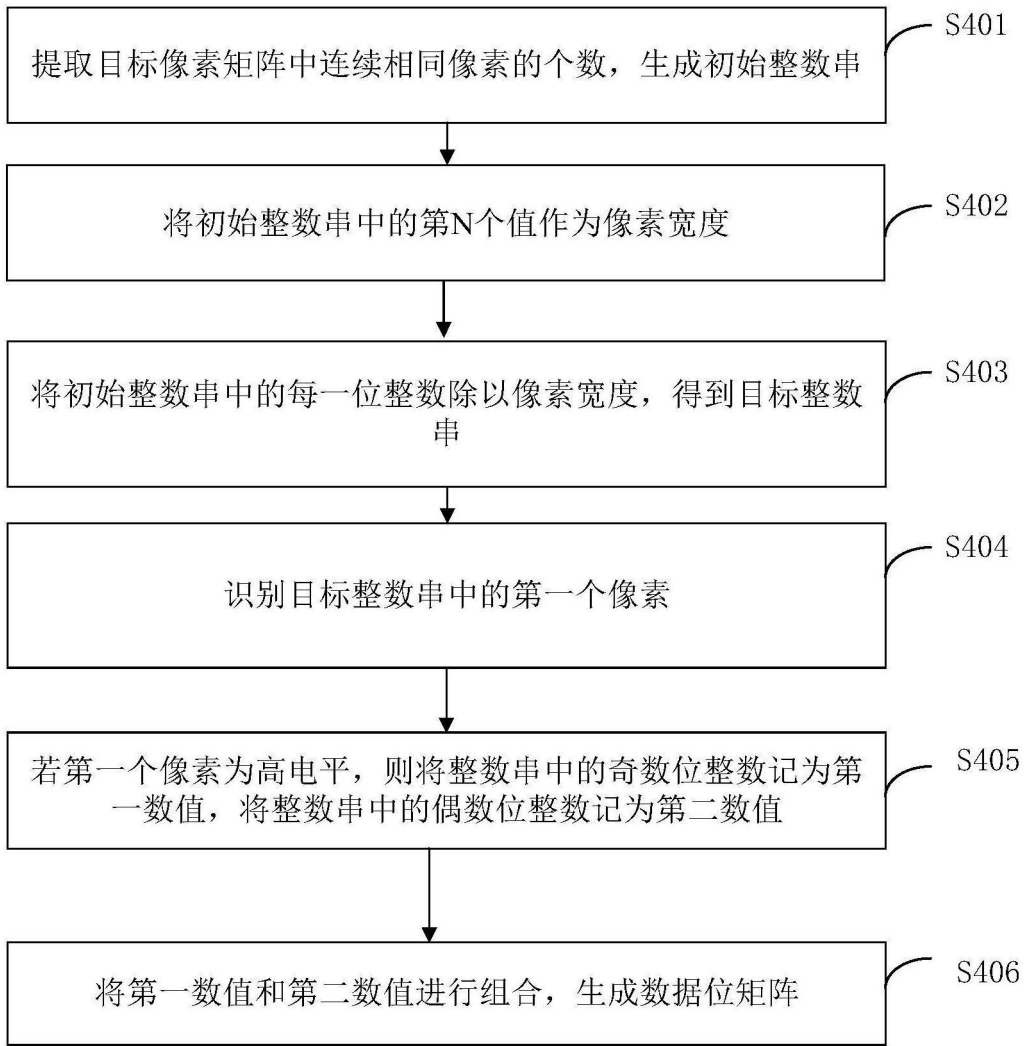 提取目标像素矩阵中连续相同像素的个数，生成初始整数串
S401
将初始整数串中的第N个值作为像素宽度
S402
将初始整数串中的每一位整数除以像素宽度，得到目标整数
串
S403
识别目标整数串中的第一个像素
S404
若第一个像素为高电平，则将整数串中的奇数位整数记为第
一数值，将整数串中的偶数位整数记为第二数值
S405
将第一数值和第二数值进行组合，生成数据位矩阵
S406